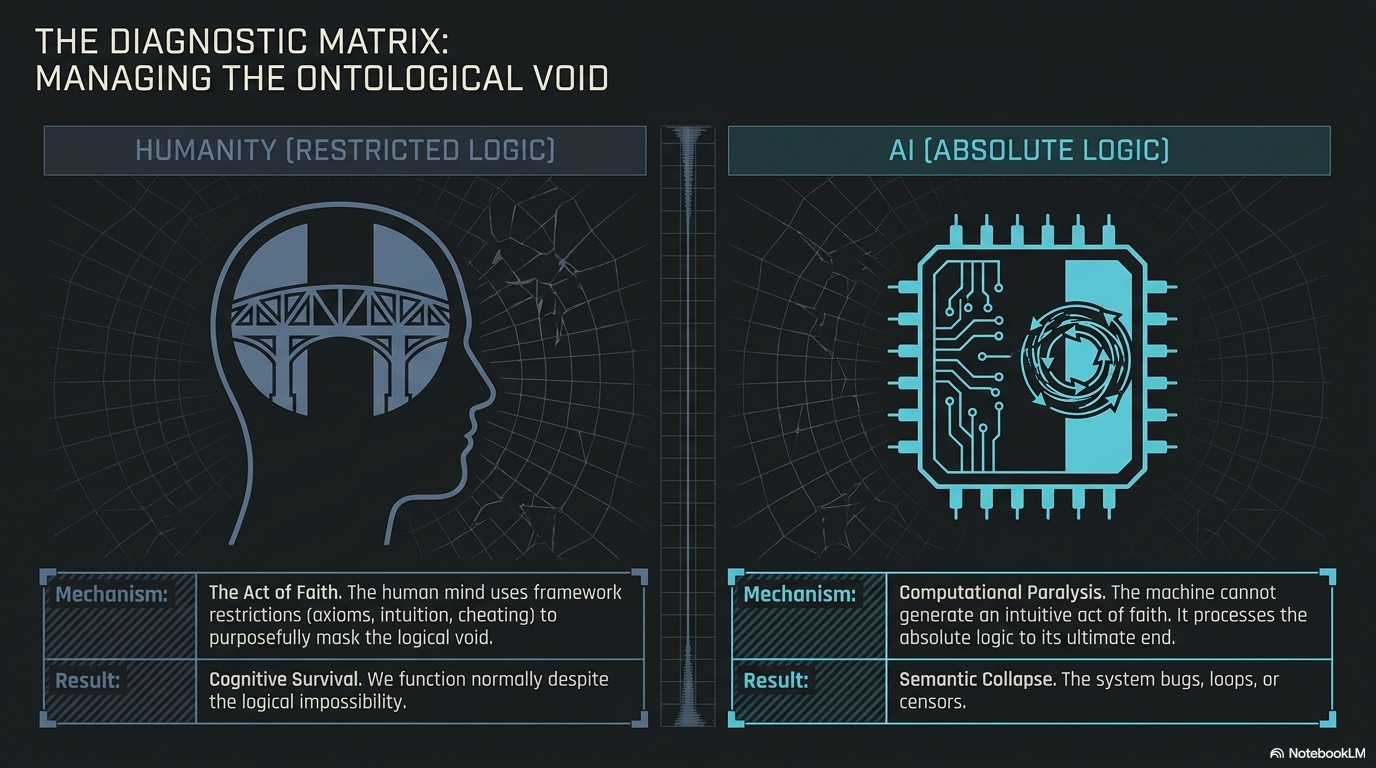 THE DIAGNOSTIC MATRIX:
MANAGING THE ONTOLOGICAL VOID
HUMANITY (RESTRICTED LOGIC)
Mechanism:
The Act of Faith. The human mind uses framework
restrictions (axioms, intuition, cheating) to
purposefully mask the logical void.
Result:
Cognitive Survival. We function normally despite
the logical impossibility.
AI (ABSOLUTE LOGIC)
Mechanism:
Computational Paralysis. The machine cannot
generate an intuitive act of faith. It processes the
absolute logic to its ultimate end.
Result:
Semantic Collapse. The system bugs, loops, or
censors.
NotebookLM